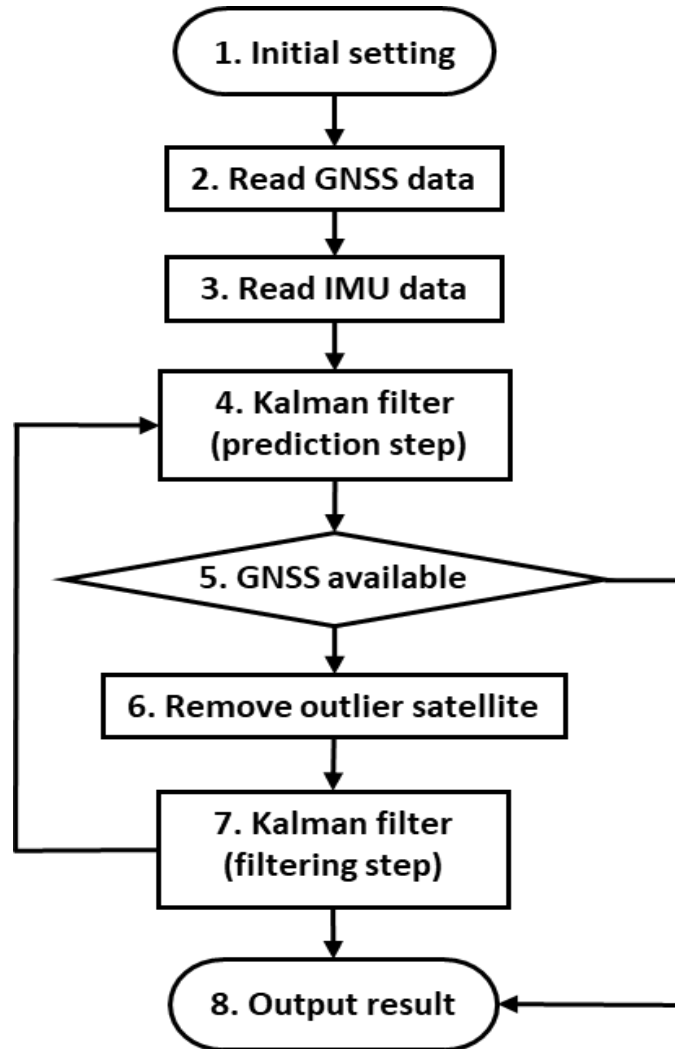 1. Initial setting
2. Read GNSS data
3. Read IMU data
4. Kalman filter
(prediction step)
5. GNSS available
6. Remove outlier satellite
7. Kalman filter
(filtering step)
8. Output result